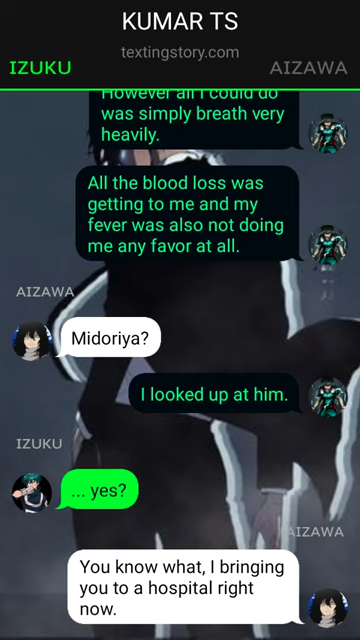 KUMAR TS
textingstory.com
IZUKU
AIZAWA
However all I could do
was simply breath very
heavily.
All the blood loss was
getting to me and my
fever was also not doing
me any favor at all.
AIZAWA
Midoriya?
I looked up at him.
IZUKU
... yes?
AIZAWA
You know what, I bringing
you to a hospital right
now.